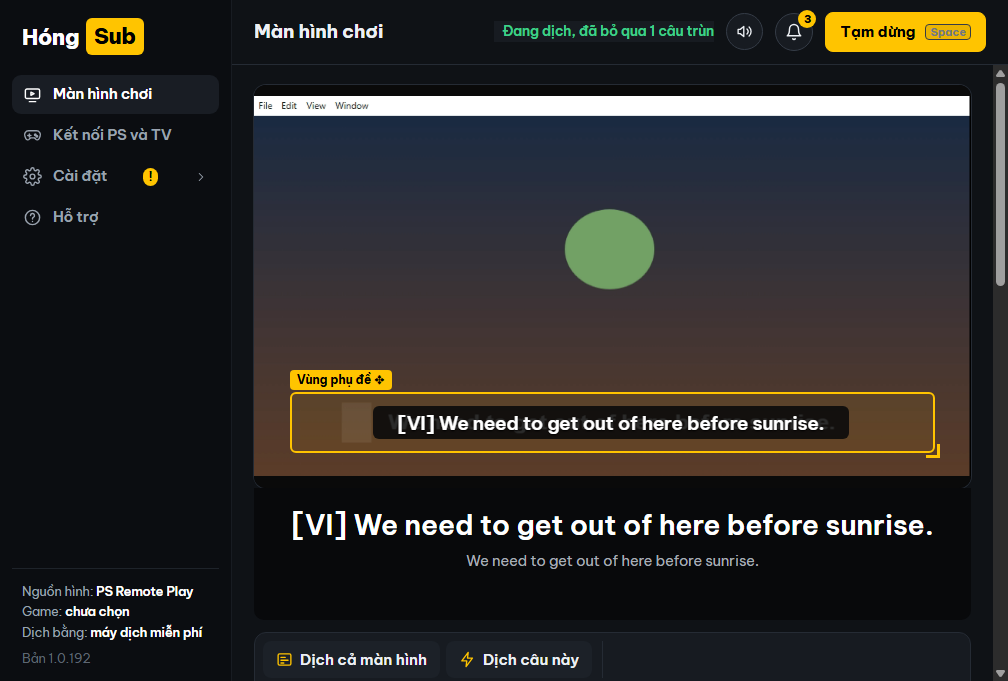 Hóng Sub
Màn hình chơi
Kết nối PS và TV
Cài đặt !
Hỗ trợ
Nguồn hình: PS Remote Play
Game: chưa chọn
Dịch bằng: máy dịch miễn phí
Bản 1.0.192
Màn hình chơi
Đang dịch, đã bỏ qua 1 câu trùn
3
Tạm dừng Space
File Edit View Window
Vùng phụ đề
[VI] We need to get out of here before sunrise.
[VI] We need to get out of here before sunrise.
We need to get out of here before sunrise.
Dịch cả màn hình
Dịch câu này